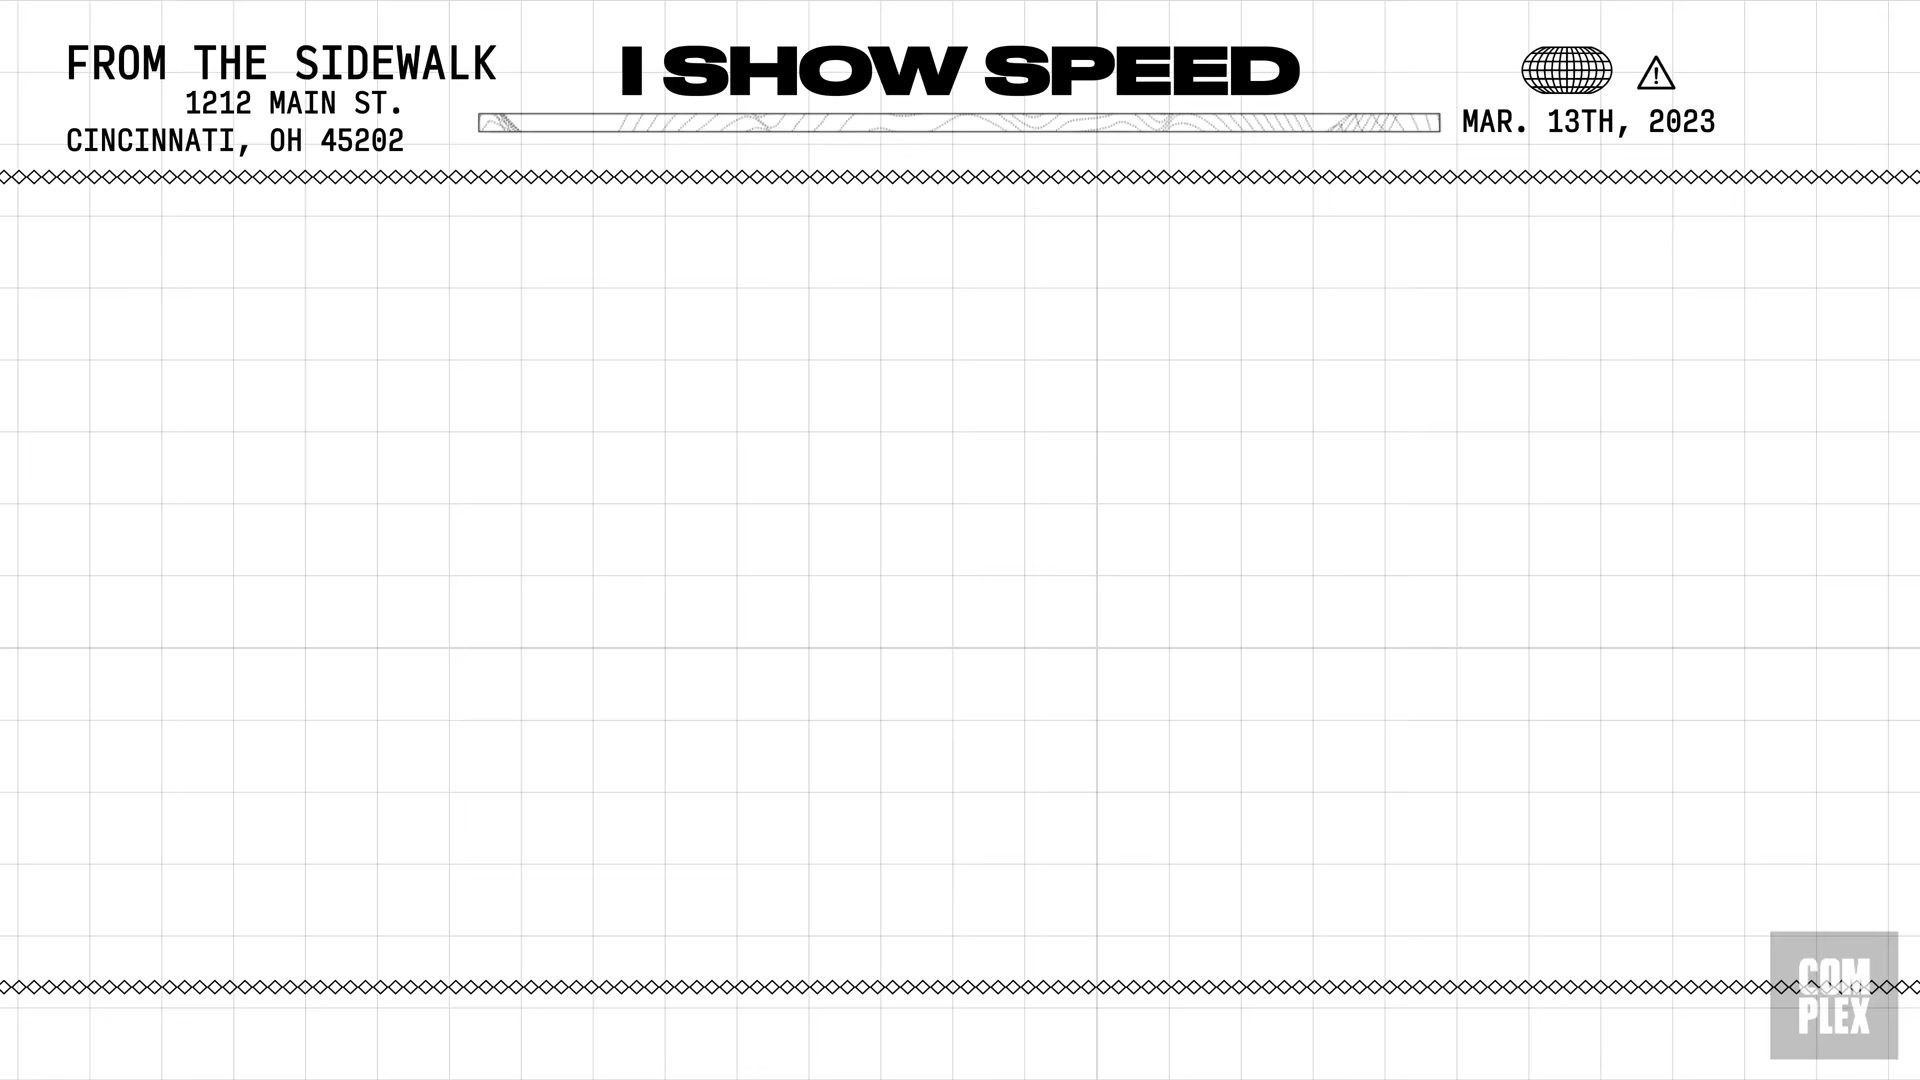 FROM THE SIDEWALK
1212 MAIN ST.
CINCINNATI, OH 45202
I SHOW SPEED
MAR. 13TH, 2023
COM
PLEX